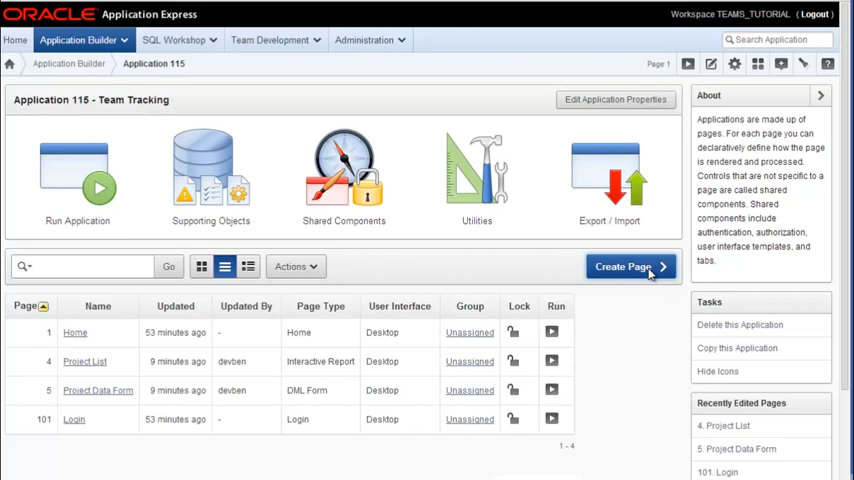 ORACLE Application Express
Workspace TEAMS_TUTORIAL ( Logout )
Home Application Builder SQL Workshop Team Development Administration
Search Application
Application Builder Application 115
Page 1
Application 115 - Team Tracking
Edit Application Properties
Run Application Supporting Objects Shared Components Utilities Export / Import
Go Actions Create Page
Page Name Updated Updated By Page Type User Interface Group Lock Run
1 Home 53 minutes ago - Home Desktop Unassigned
4 Project List 9 minutes ago devben Interactive Report Desktop Unassigned
5 Project Data Form 9 minutes ago devben DML Form Desktop Unassigned
101 Login 53 minutes ago - Login Desktop Unassigned
1 - 4
About
Applications are made up of
pages. For each page you can
declaratively define how the page
is rendered and processed.
Controls that are not specific to a
page are called shared
components. Shared
components include
authentication, authorization,
user interface templates, and
tabs.
Tasks
Delete this Application
Copy this Application
Hide Icons
Recently Edited Pages
4. Project List
5. Project Data Form
101. Login